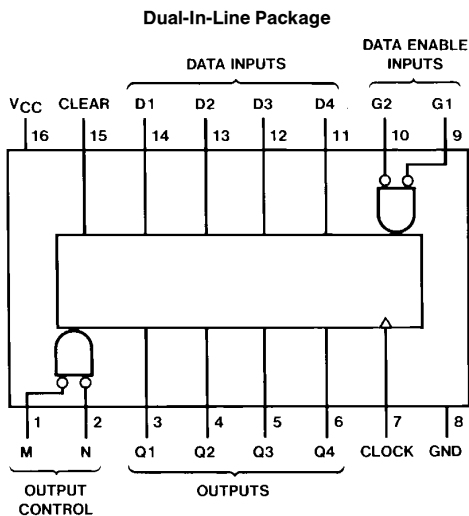 Dual-In-Line Package
DATA INPUTS
DATA ENABLE
INPUTS
VCC CLEAR D1 D2 D3 D4 G2 G1
16 15 14 13 12 11 10 9
1 2 3 4 5 6 7 8
M N Q1 Q2 Q3 Q4 CLOCK GND
OUTPUT
CONTROL
OUTPUTS